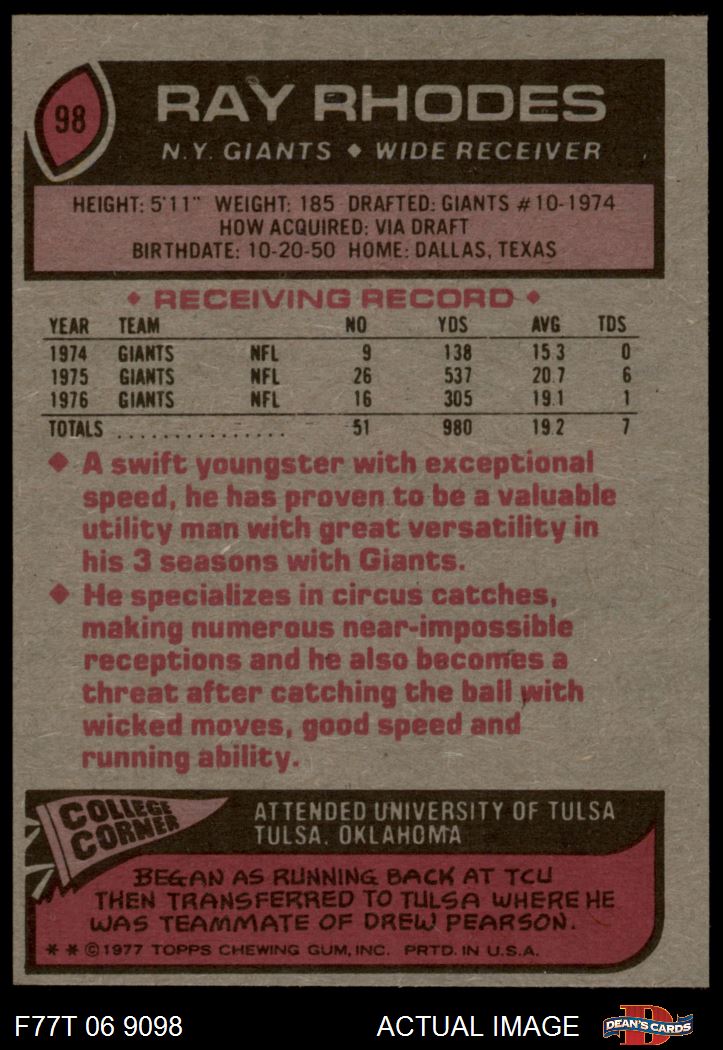 98
RAY RHODES
N.Y. GIANTS ◆ WIDE RECEIVER
HEIGHT: 5'11" WEIGHT: 185 DRAFTED: GIANTS #10-1974
HOW ACQUIRED: VIA DRAFT
BIRTHDATE: 10-20-50 HOME: DALLAS, TEXAS
◆ RECEIVING RECORD ◆
YEAR TEAM NO YDS AVG TDS
1974 GIANTS NFL 9 138 15.3 0
1975 GIANTS NFL 26 537 20.7 6
1976 GIANTS NFL 16 305 19.1 1
TOTALS ................ 51 980 19.2 7
◆ A swift youngster with exceptional
speed, he has proven to be a valuable
utility man with great versatility in
his 3 seasons with Giants.
◆ He specializes in circus catches,
making numerous near-impossible
receptions and he also becomes a
threat after catching the ball with
wicked moves, good speed and
running ability.
COLLEGE
CORNER
ATTENDED UNIVERSITY OF TULSA
TULSA, OKLAHOMA
BEGAN AS RUNNING BACK AT TCU
THEN TRANSFERRED TO TULSA WHERE HE
WAS TEAMMATE OF DREW PEARSON.
* * © 1977 TOPPS CHEWING GUM, INC. PRTD. IN U.S.A.
F77T 06 9098 ACTUAL IMAGE
D
DEAN'S CARDS